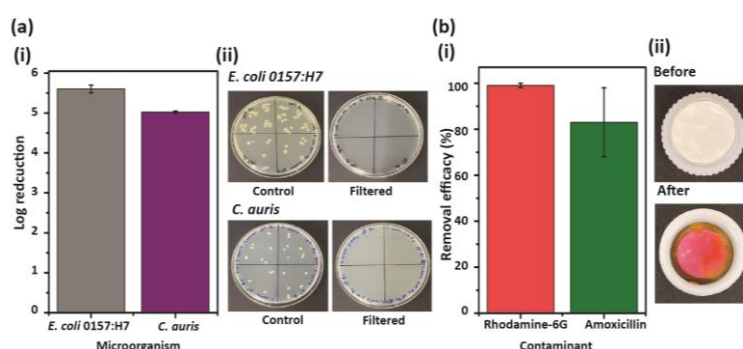 (a)
(i)
Log redcuction
6
5
4
3
2
1
0
E. coli 0157:H7
C. auris
Microorganism
(ii)
E. coli 0157:H7
Control
Filtered
C. auris
Control
Filtered
(b)
(i)
Removal efficacy (%)
100
80
60
40
20
0
Rhodamine-6G
Amoxicillin
Contaminant
(ii)
Before
After